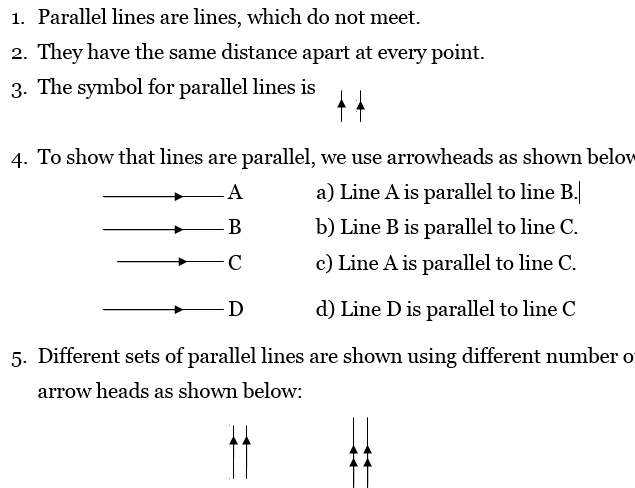 1. Parallel lines are lines, which do not meet.
2. They have the same distance apart at every point.
3. The symbol for parallel lines is
4. To show that lines are parallel, we use arrowheads as shown below
A a) Line A is parallel to line B.
B b) Line B is parallel to line C.
C c) Line A is parallel to line C.
D d) Line D is parallel to line C
5. Different sets of parallel lines are shown using different number o
arrow heads as shown below: